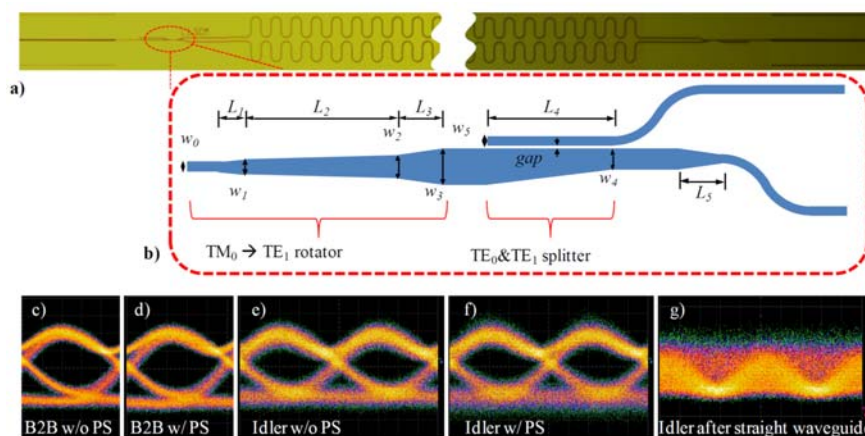 a)
L1 L2 w2 L3 w5 L4
w0
gap
w1 w3 w4 L5
b) TM0 → TE1 rotator TE0&TE1 splitter
c) d) e) f) g)
B2B w/o PS B2B w/ PS Idler w/o PS Idler w/ PS Idler after straight waveguid